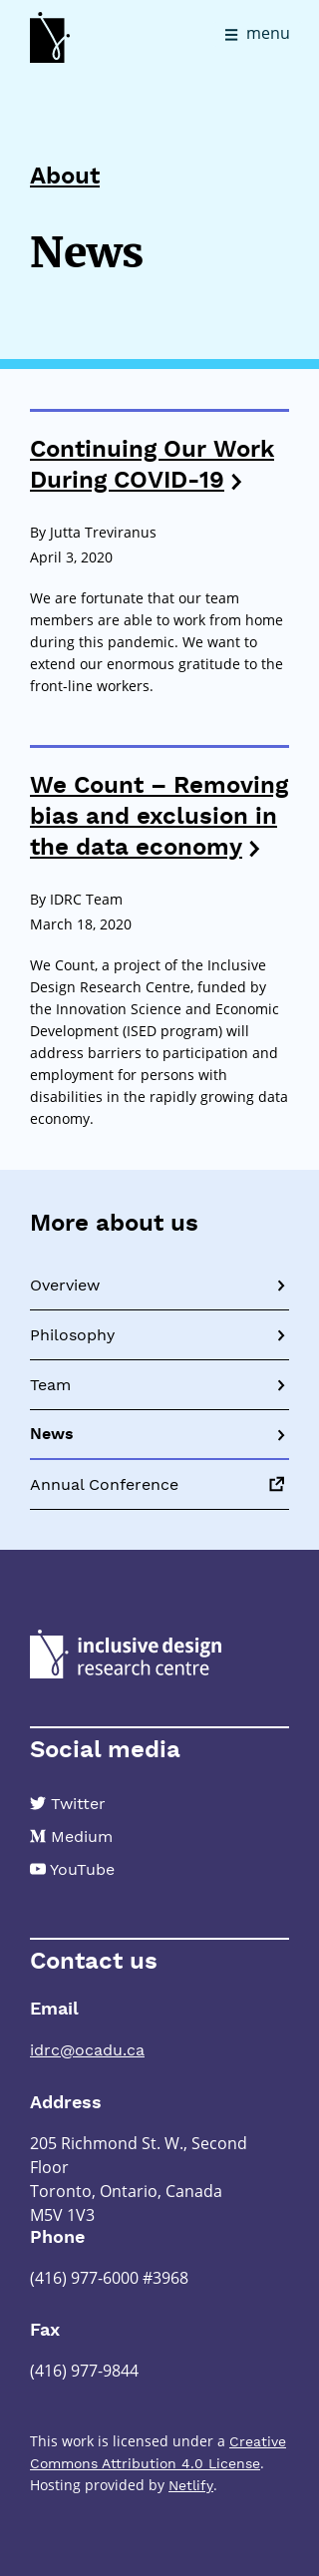 menu
About
News
Continuing Our Work
During COVID-19
By Jutta Treviranus
April 3, 2020
We are fortunate that our team
members are able to work from home
during this pandemic. We want to
extend our enormous gratitude to the
front-line workers.
We Count – Removing
bias and exclusion in
the data economy
By IDRC Team
March 18, 2020
We Count, a project of the Inclusive
Design Research Centre, funded by
the Innovation Science and Economic
Development (ISED program) will
address barriers to participation and
employment for persons with
disabilities in the rapidly growing data
economy.
More about us
Overview
Philosophy
Team
News
Annual Conference
inclusive design
research centre
Social media
Twitter
Medium
YouTube
Contact us
Email
idrc@ocadu.ca
Address
205 Richmond St. W., Second
Floor
Toronto, Ontario, Canada
M5V 1V3
Phone
(416) 977-6000 #3968
Fax
(416) 977-9844
This work is licensed under a Creative
Commons Attribution 4.0 License.
Hosting provided by Netlify.